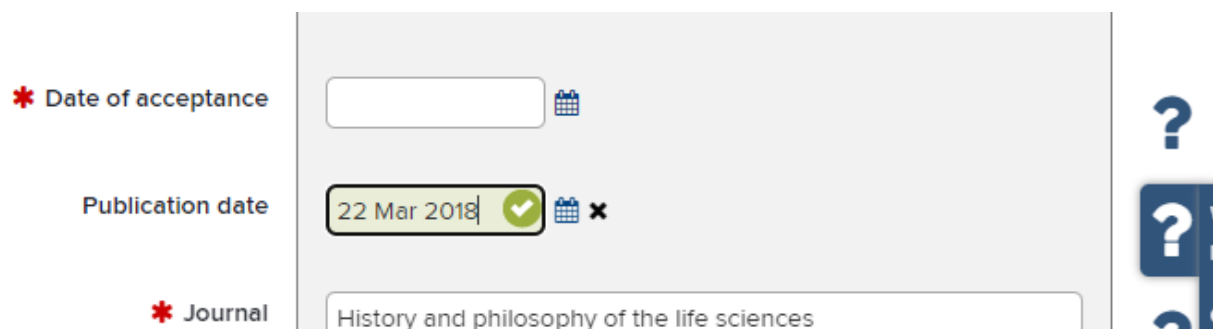 ✱ Date of acceptance
?
Publication date
22 Mar 2018
?
✱ Journal
History and philosophy of the life sciences
?